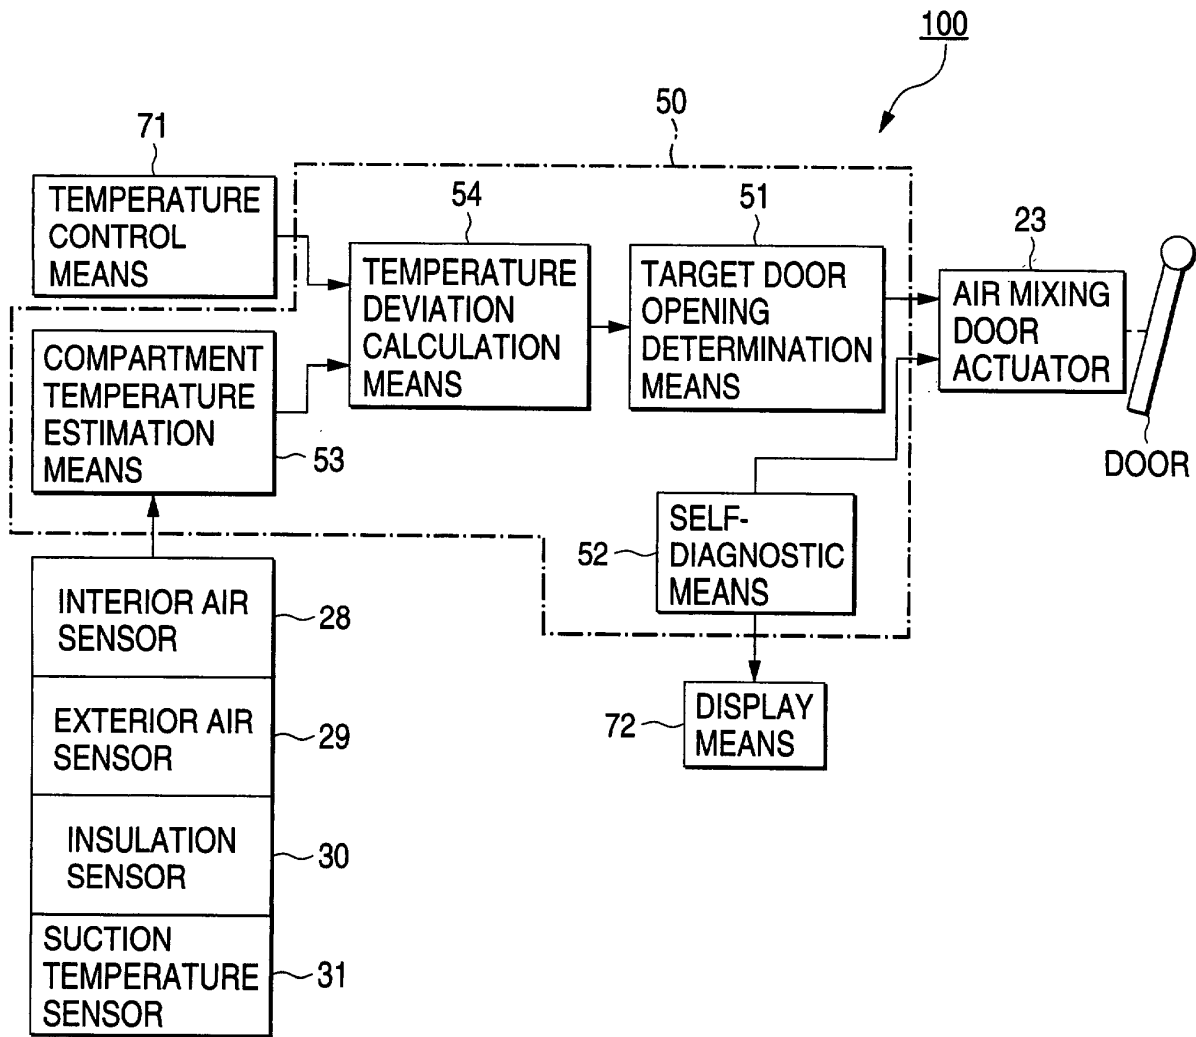 100
50
71
TEMPERATURE
CONTROL
MEANS
54
TEMPERATURE
DEVIATION
CALCULATION
MEANS
51
TARGET DOOR
OPENING
DETERMINATION
MEANS
23
AIR MIXING
DOOR
ACTUATOR
DOOR
COMPARTMENT
TEMPERATURE
ESTIMATION
MEANS
53
SELF-
DIAGNOSTIC
MEANS
52
DISPLAY
MEANS
72
INTERIOR AIR
SENSOR
28
EXTERIOR AIR
SENSOR
29
INSULATION
SENSOR
30
SUCTION
TEMPERATURE
SENSOR
31